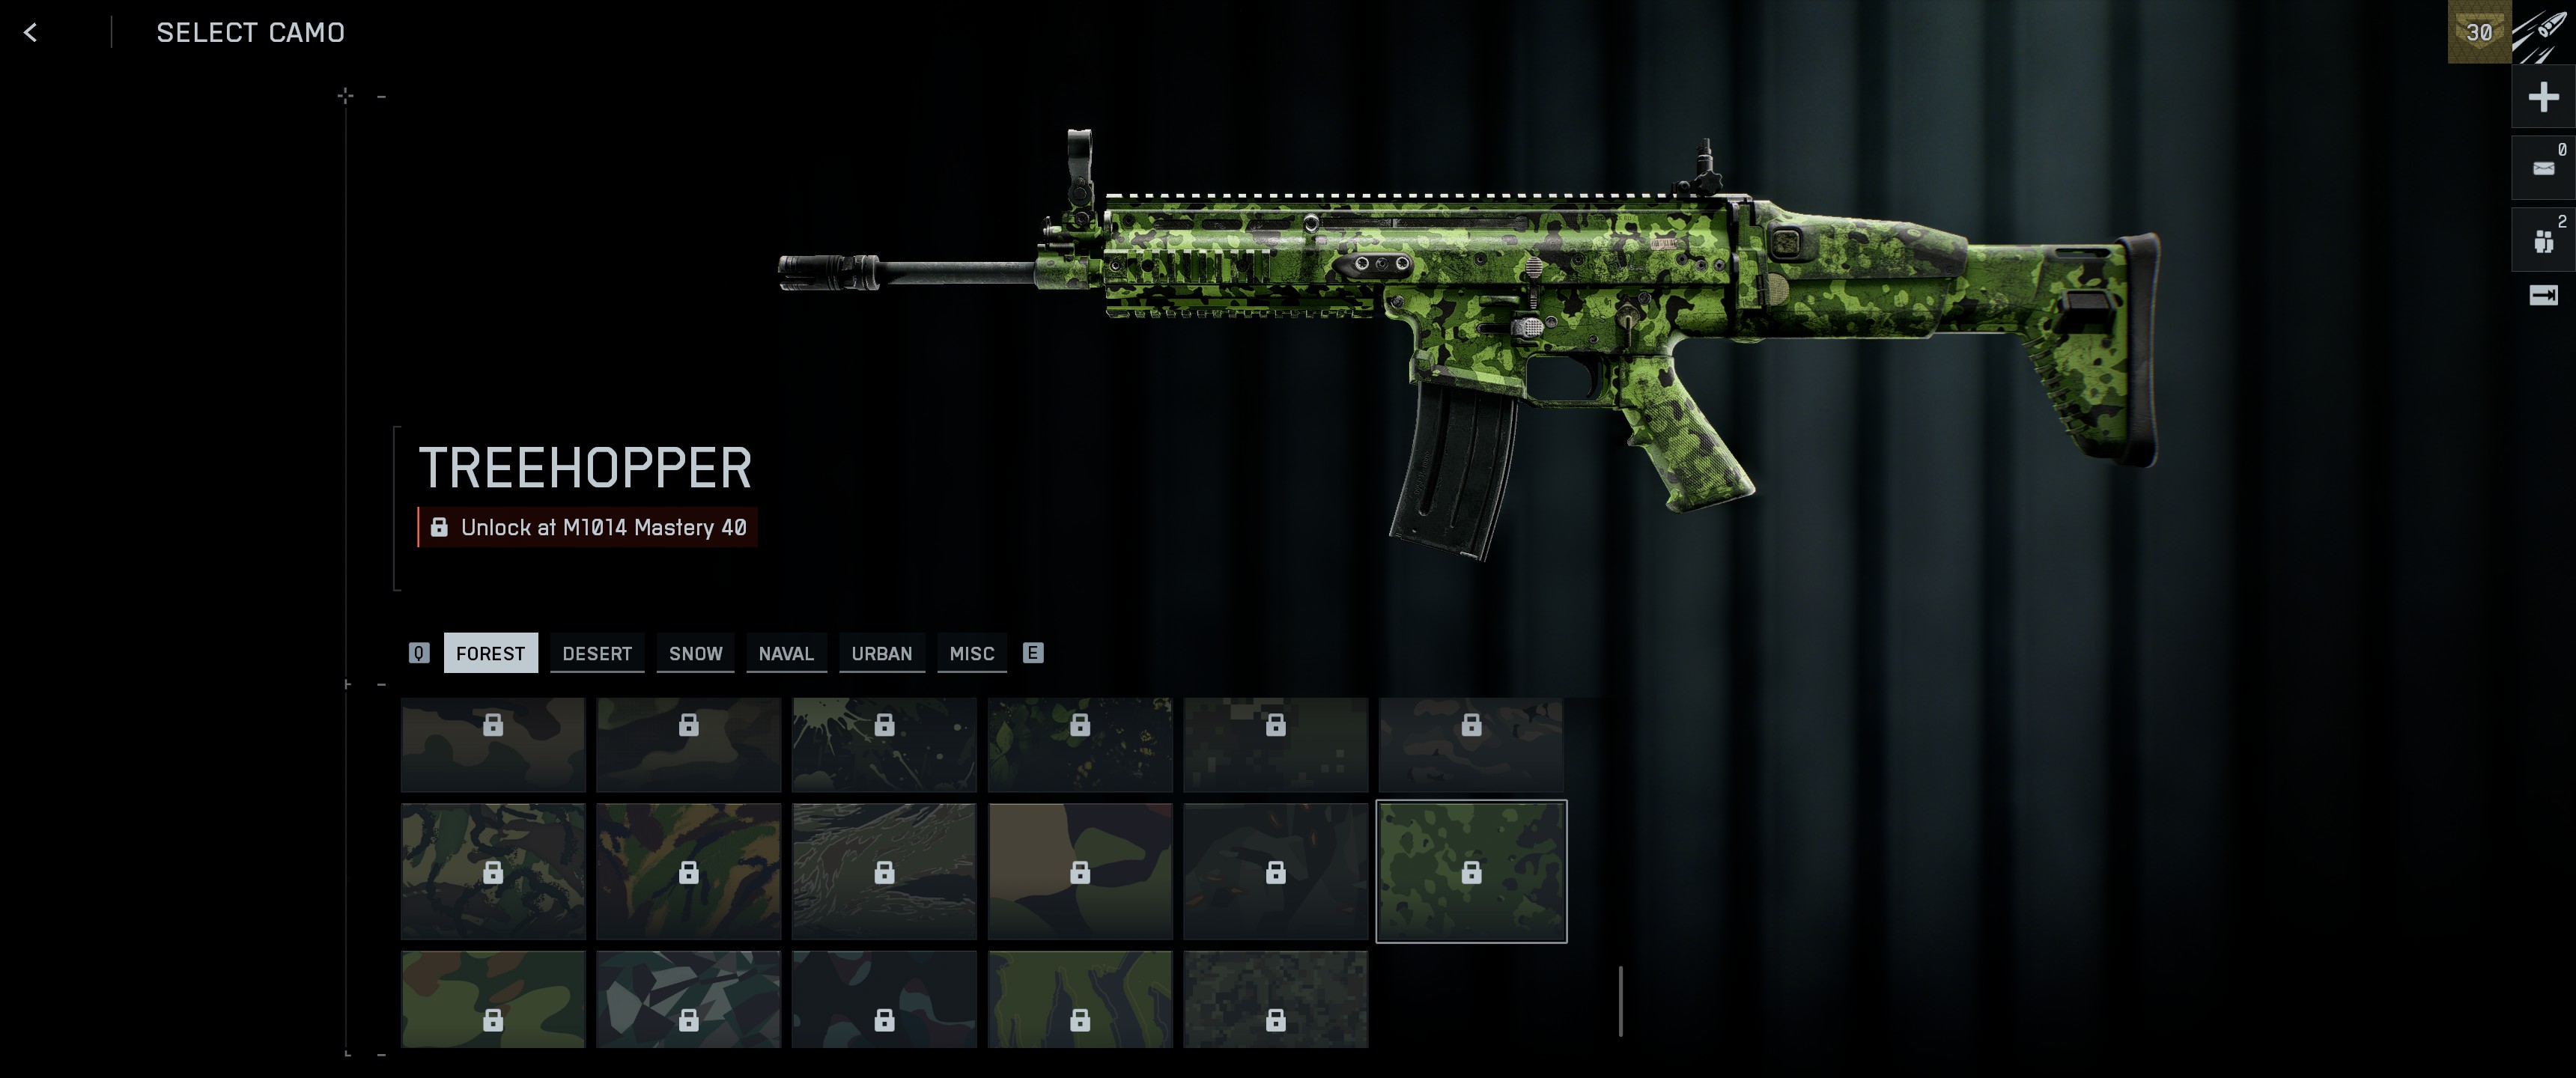 SELECT CAMO
30
0
2
TREEHOPPER
Unlock at M1014 Mastery 40
Q FOREST DESERT SNOW NAVAL URBAN MISC E